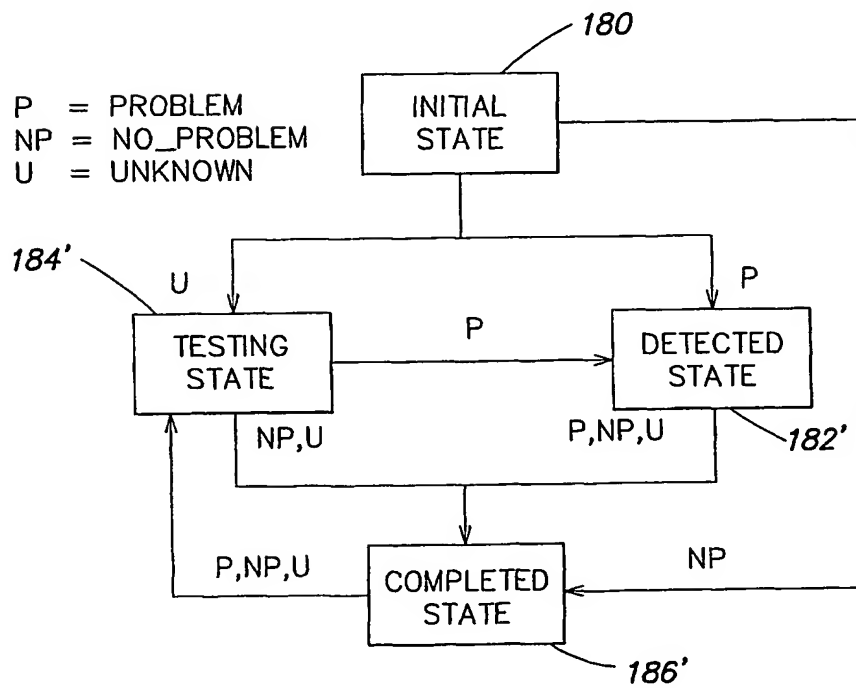 180
P = PROBLEM
NP = NO_PROBLEM
U = UNKNOWN
INITIAL
STATE
184'
U
P
TESTING
STATE
P
DETECTED
STATE
NP,U
P,NP,U
182'
P,NP,U
COMPLETED
STATE
NP
186'